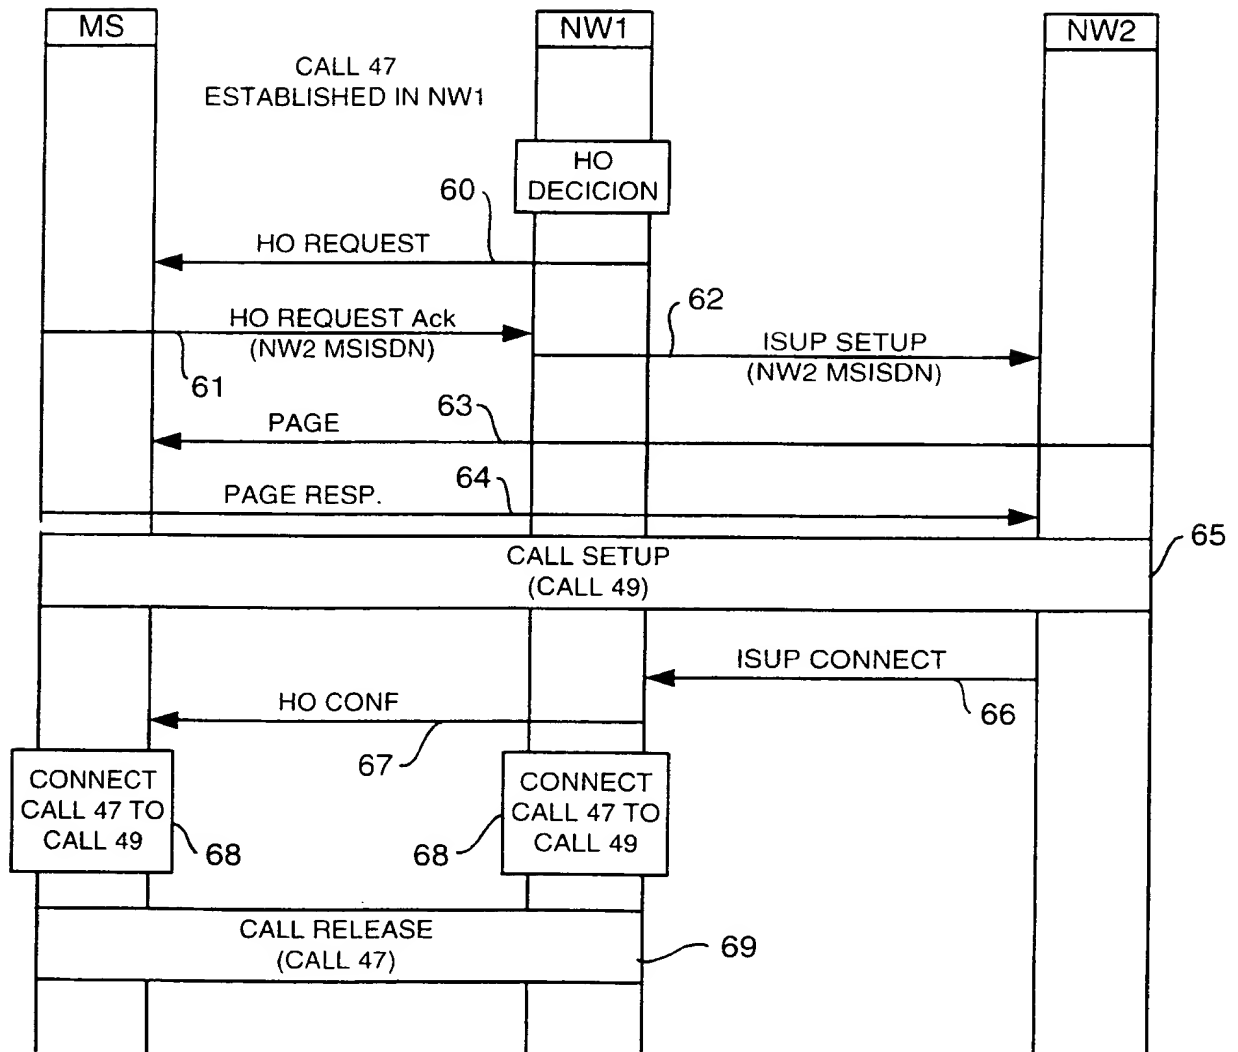 MS
NW1
NW2
CALL 47
ESTABLISHED IN NW1
HO
DECICION
60
HO REQUEST
62
HO REQUEST Ack
(NW2 MSISDN)
ISUP SETUP
(NW2 MSISDN)
61
63
PAGE
64
PAGE RESP.
65
CALL SETUP
(CALL 49)
ISUP CONNECT
66
HO CONF
67
CONNECT
CALL 47 TO
CALL 49
68
CONNECT
CALL 47 TO
CALL 49
68
CALL RELEASE
(CALL 47)
69